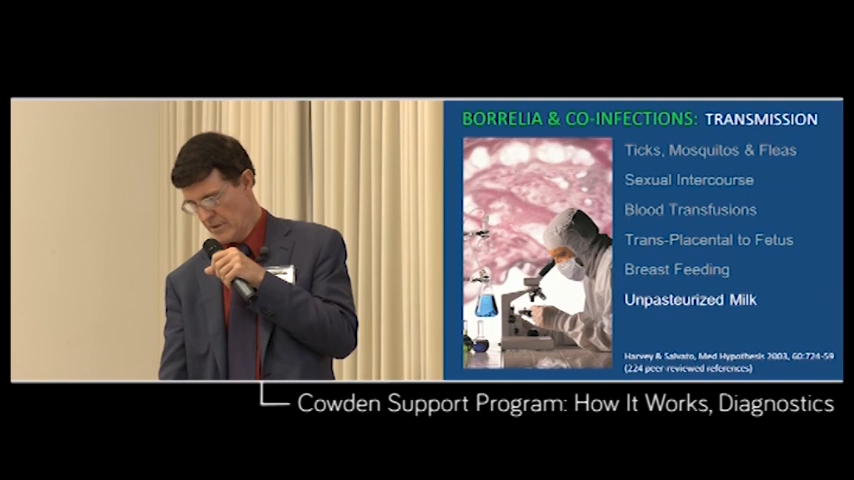 BORRELIA & CO-INFECTIONS: TRANSMISSION
Ticks, Mosquitos & Fleas
Sexual Intercourse
Blood Transfusions
Trans-Placental to Fetus
Breast Feeding
Unpasteurized Milk
Harvey & Salvato, Med Hypothesis 2003, 60:724-59
(224 peer-reviewed references)
Cowden Support Program: How It Works, Diagnostics